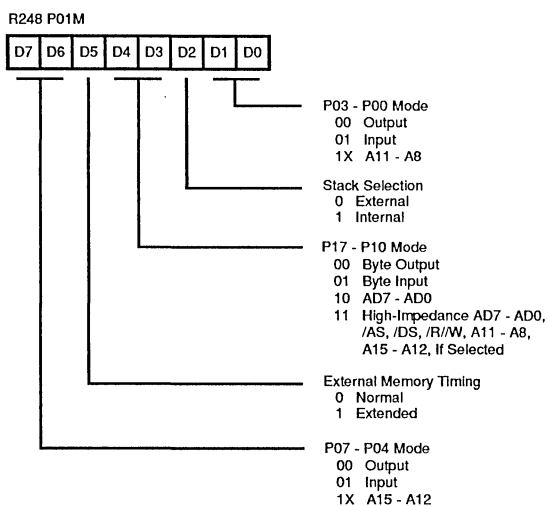 R248 P01M
D7 D6 D5 D4 D3 D2 D1 D0
P03 - P00 Mode
00 Output
01 Input
1X A11 - A8
Stack Selection
0 External
1 Internal
P17 - P10 Mode
00 Byte Output
01 Byte Input
10 AD7 - AD0
11 High-Impedance AD7 - AD0,
/AS, /DS, /R//W, A11 - A8,
A15 - A12, If Selected
External Memory Timing
0 Normal
1 Extended
P07 - P04 Mode
00 Output
01 Input
1X A15 - A12